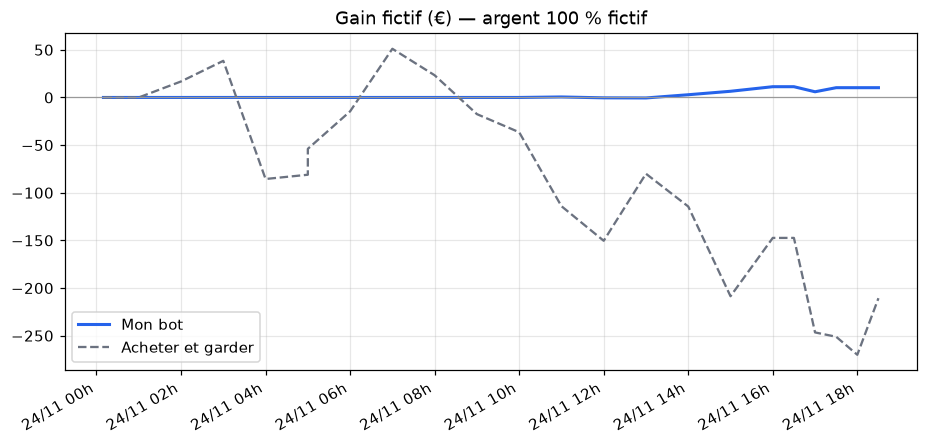 Gain fictif (€) — argent 100 % fictif
50
0
−50
−100
−150
−200
−250
Mon bot
Acheter et garder
24/11 00h
24/11 02h
24/11 04h
24/11 06h
24/11 08h
24/11 10h
24/11 12h
24/11 14h
24/11 16h
24/11 18h